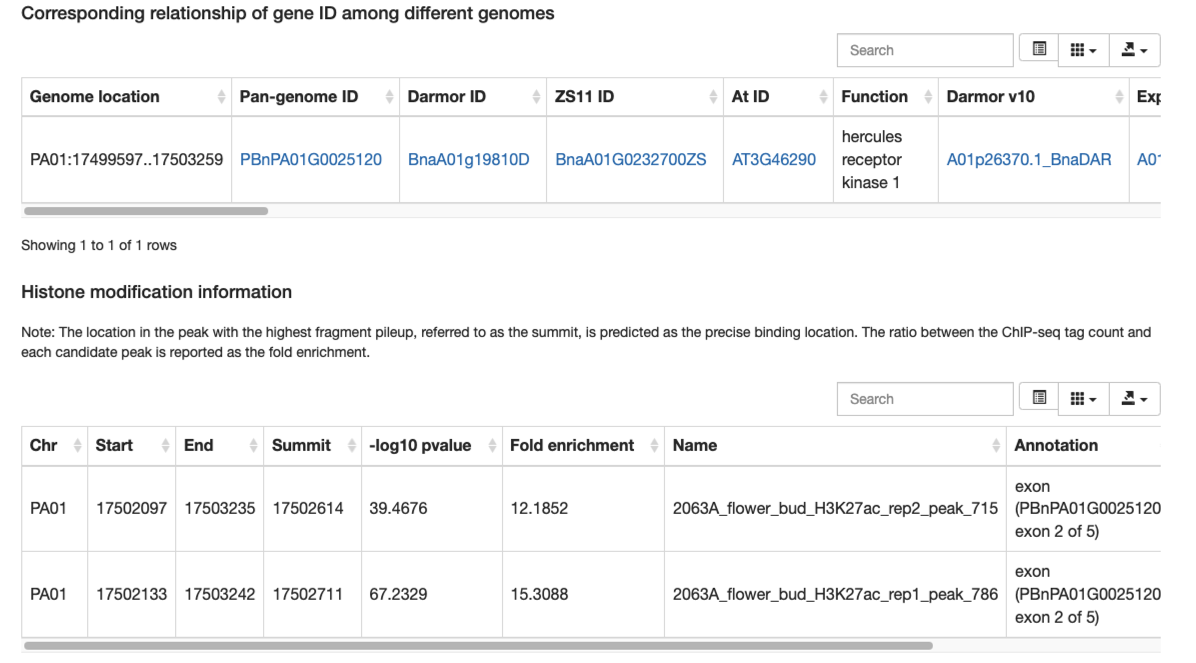 Corresponding relationship of gene ID among different genomes
Search
Genome location Pan-genome ID Darmor ID ZS11 ID At ID Function Darmor v10 Exp
PA01:17499597..17503259 PBnPA01G0025120 BnaA01g19810D BnaA01G0232700ZS AT3G46290 hercules receptor kinase 1 A01p26370.1_BnaDAR A01
Showing 1 to 1 of 1 rows
Histone modification information
Note: The location in the peak with the highest fragment pileup, referred to as the summit, is predicted as the precise binding location. The ratio between the ChIP-seq tag count and
each candidate peak is reported as the fold enrichment.
Search
Chr Start End Summit -log10 pvalue Fold enrichment Name Annotation
PA01 17502097 17503235 17502614 39.4676 12.1852 2063A_flower_bud_H3K27ac_rep2_peak_715 exon
(PBnPA01G0025120
exon 2 of 5)
PA01 17502133 17503242 17502711 67.2329 15.3088 2063A_flower_bud_H3K27ac_rep1_peak_786 exon
(PBnPA01G0025120
exon 2 of 5)